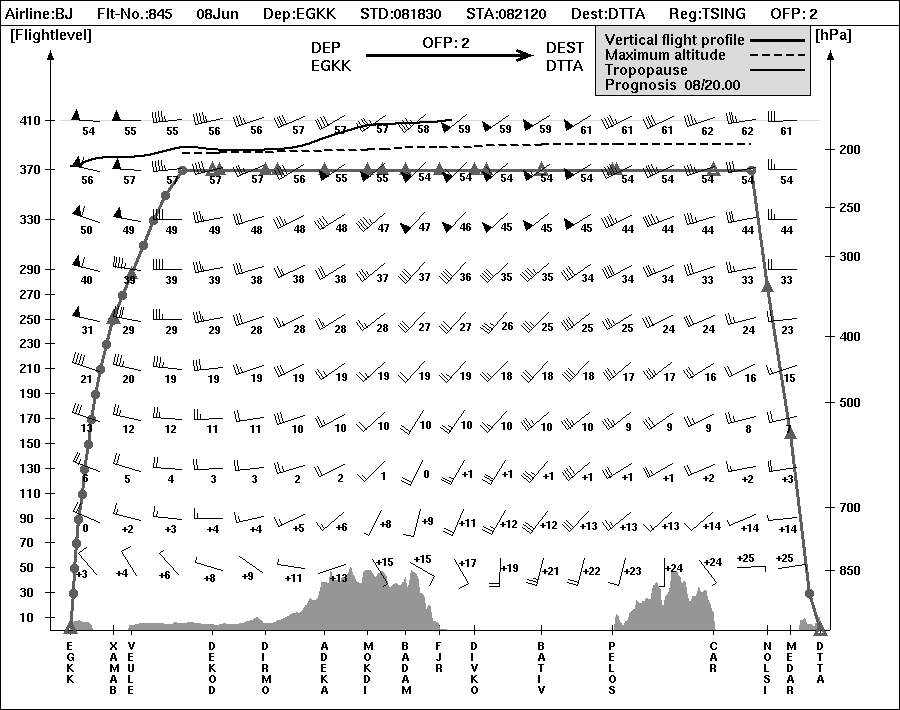 Airline:BJ Flt-No.:845 08Jun Dep:EGKK STD:081830 STA:082120 Dest:DTTA Reg:TSING OFP: 2
[Flightlevel] [hPa]
DEP OFP: 2 DEST
EGKK DTTA
Vertical flight profile
Maximum altitude
Tropopause
Prognosis 08/20.00
410 54 55 55 56 56 57 57 57 58 59 59 59 61 61 61 62 62 61
200
370 56 57 57 57 56 55 55 54 54 54 54 54 54 54 54 54 54
250
330 50 49 49 49 48 48 48 47 47 46 45 45 45 44 44 44 44 44
300
290 40 39 39 39 38 38 38 37 37 36 35 35 34 34 34 33 33 33
270
250 31 29 29 29 28 28 28 28 27 27 26 25 25 25 24 24 24 23
230 400
210 21 20 19 19 19 19 19 19 19 19 18 18 18 17 17 16 16 15
190 500
170 13 12 12 11 11 10 10 10 10 10 10 10 10 9 9 9 8 7
150
130 6 5 4 3 3 2 2 1 0 +1 +1 +1 +1 +1 +1 +2 +2 +3
110 700
90 0 +2 +3 +4 +4 +5 +6 +8 +9 +11 +12 +12 +13 +13 +13 +14 +14 +14
70
50 +3 +4 +6 +8 +9 +11 +13 +15 +15 +17 +19 +21 +22 +23 +24 +24 +25 +25
850
30
10
EGKK XAMAB VEULE DEKOD DIRMO ADEKA MOKDI BADAM FJR DIVKO BATIV PELOS CAR NOLSI MEDAR DTTA